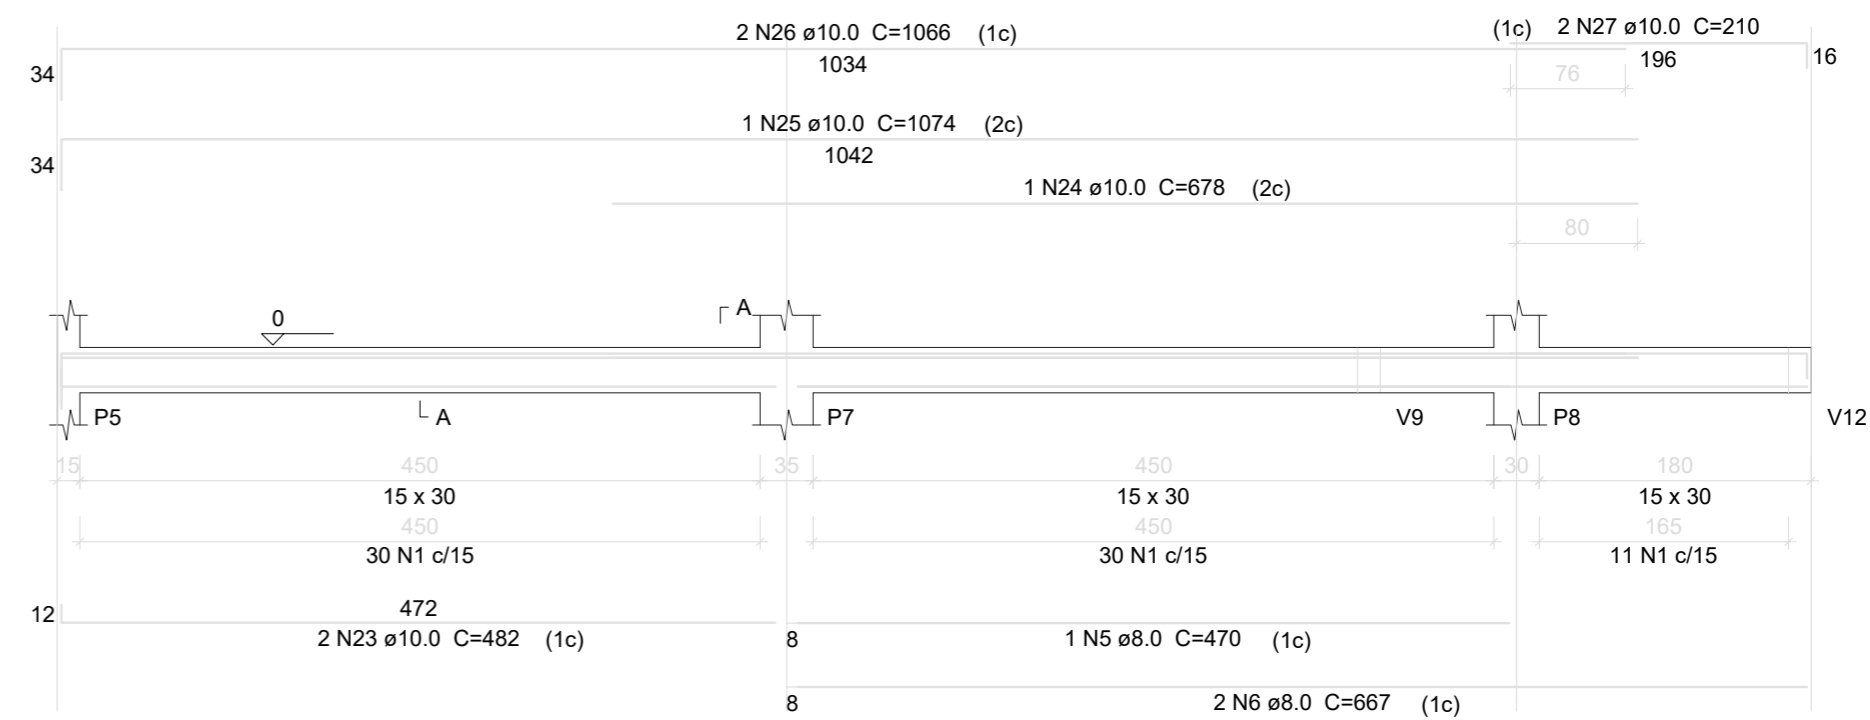 2 N26 ø10.0 C=1066 (1c)
(1c) 2 N27 ø10.0 C=210
34
1034
196
16
76
1 N25 ø10.0 C=1074 (2c)
34
1042
1 N24 ø10.0 C=678 (2c)
80
0
A
P5
A
P7
V9
P8
V12
15
450
35
450
30
180
15 x 30
15 x 30
15 x 30
450
450
165
30 N1 c/15
30 N1 c/15
11 N1 c/15
12
472
2 N23 ø10.0 C=482 (1c)
8
1 N5 ø8.0 C=470 (1c)
8
2 N6 ø8.0 C=667 (1c)